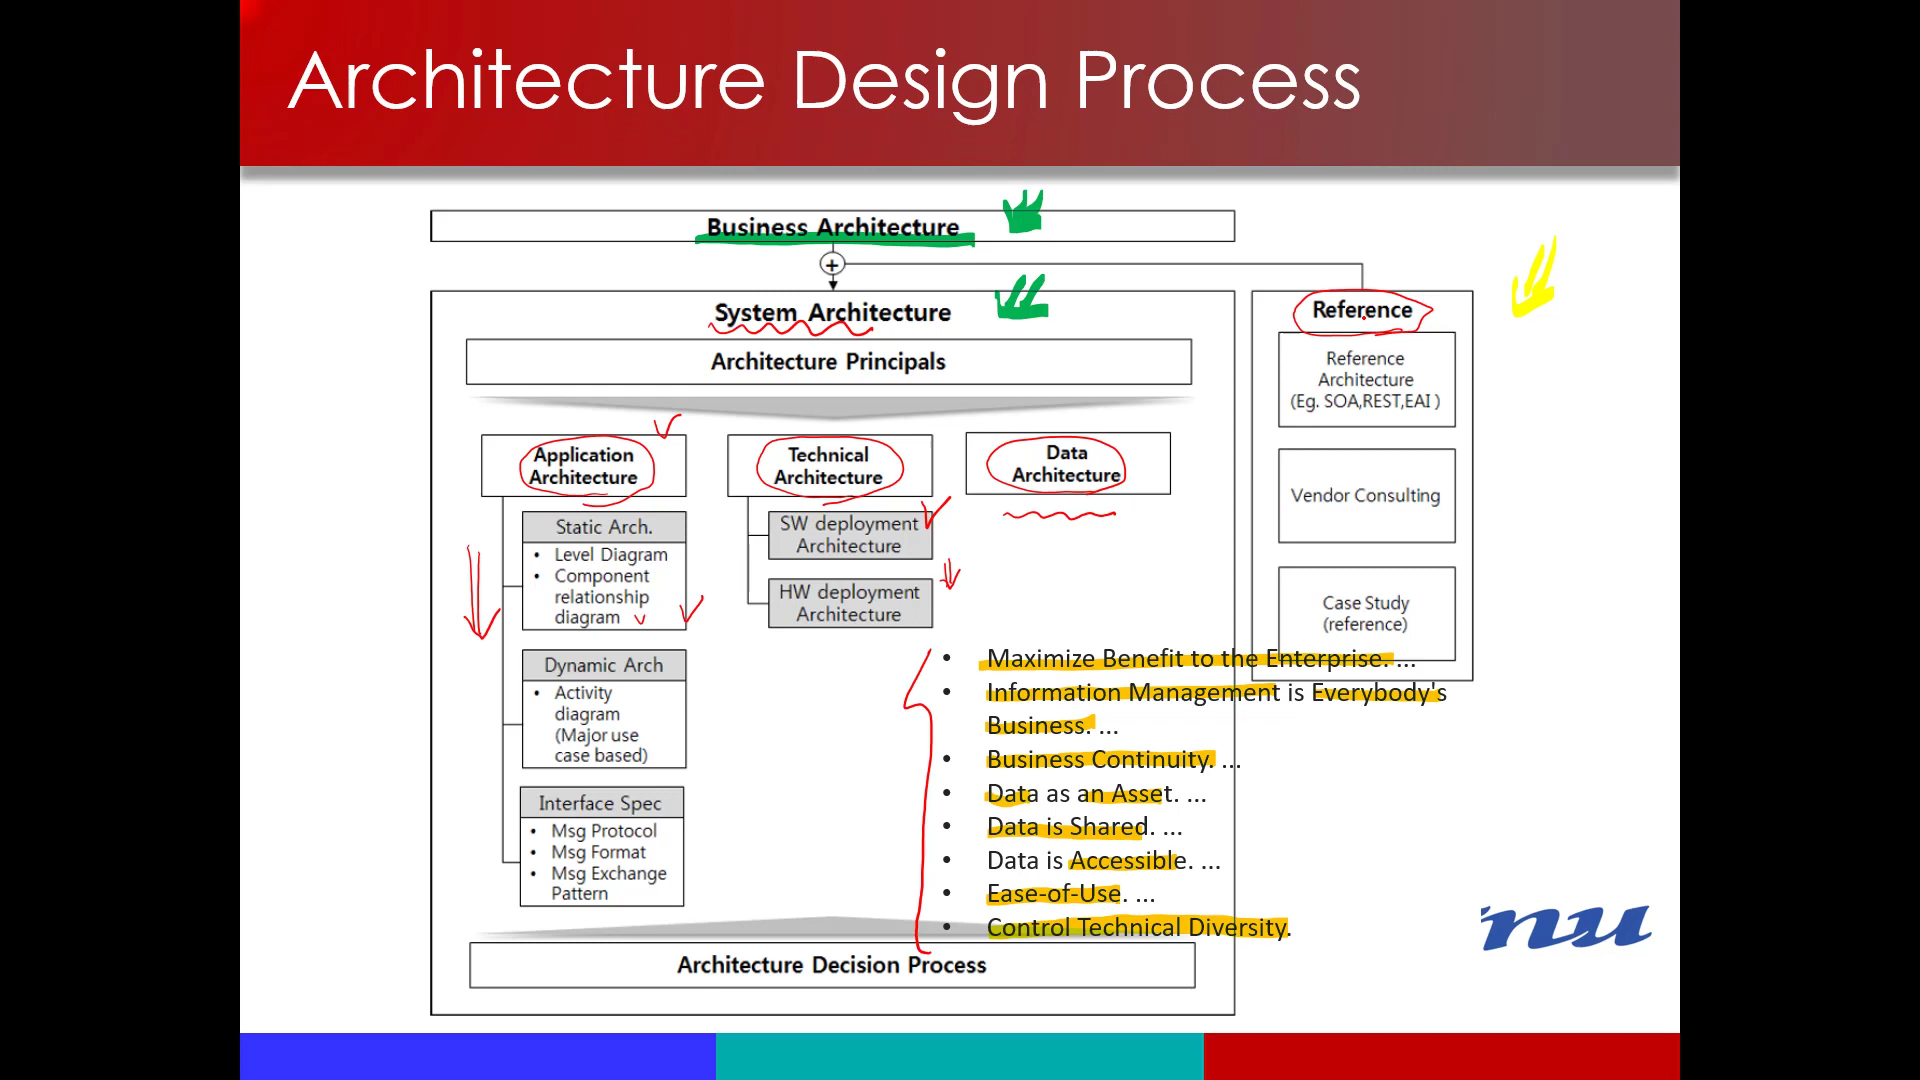 Architecture Design Process
Business Architecture
+
System Architecture
Architecture Principals
Application
Architecture
Static Arch.
• Level Diagram
• Component
relationship
diagram
Dynamic Arch
• Activity
diagram
(Major use
case based)
Interface Spec
• Msg Protocol
• Msg Format
• Msg Exchange
Pattern
Technical
Architecture
SW deployment
Architecture
HW deployment
Architecture
Data
Architecture
Reference
Reference
Architecture
(Eg. SOA,REST,EAI )
Vendor Consulting
Case Study
(reference)
• Maximize Benefit to the Enterprise. ...
• Information Management is Everybody's
Business. ...
• Business Continuity. ...
• Data as an Asset. ...
• Data is Shared. ...
• Data is Accessible. ...
• Ease-of-Use. ...
• Control Technical Diversity.
Architecture Decision Process
nu